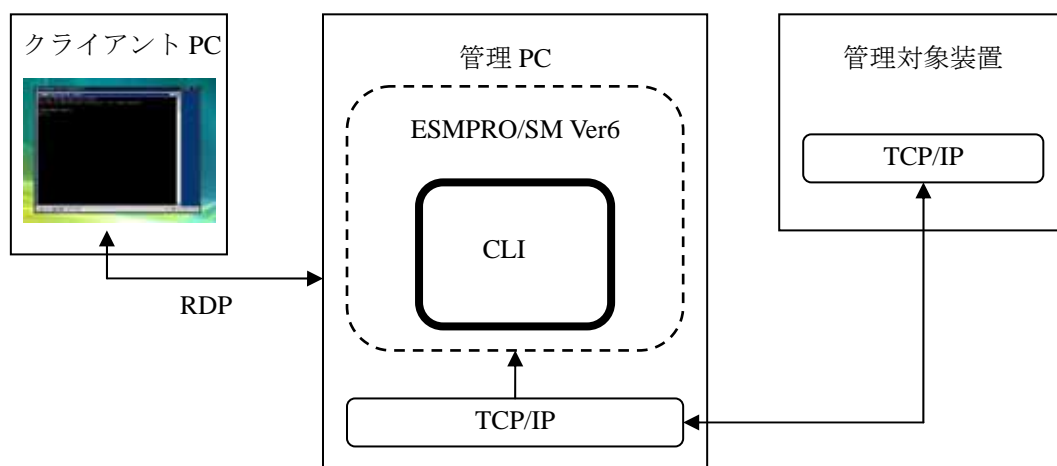 クライアント PC
RDP
管理 PC
ESMPRO/SM Ver6
CLI
TCP/IP
管理対象装置
TCP/IP